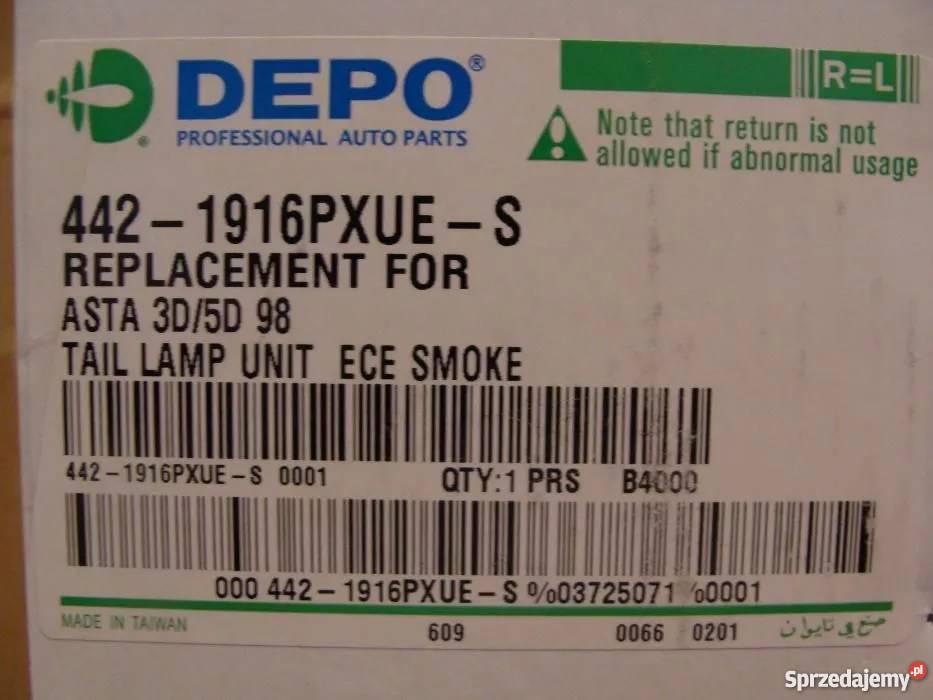 DEPO®
PROFESSIONAL AUTO PARTS
R=L
Note that return is not
allowed if abnormal usage
442-1916PXUE-S
REPLACEMENT FOR
ASTA 3D/5D 98
TAIL LAMP UNIT ECE SMOKE
442-1916PXUE-S 0001 QTY:1 PRS B4000
000 442-1916PXUE-S %03725071 %0001
MADE IN TAIWAN 609 0066 0201 صنع في تايوان
Sprzedajemy.pl